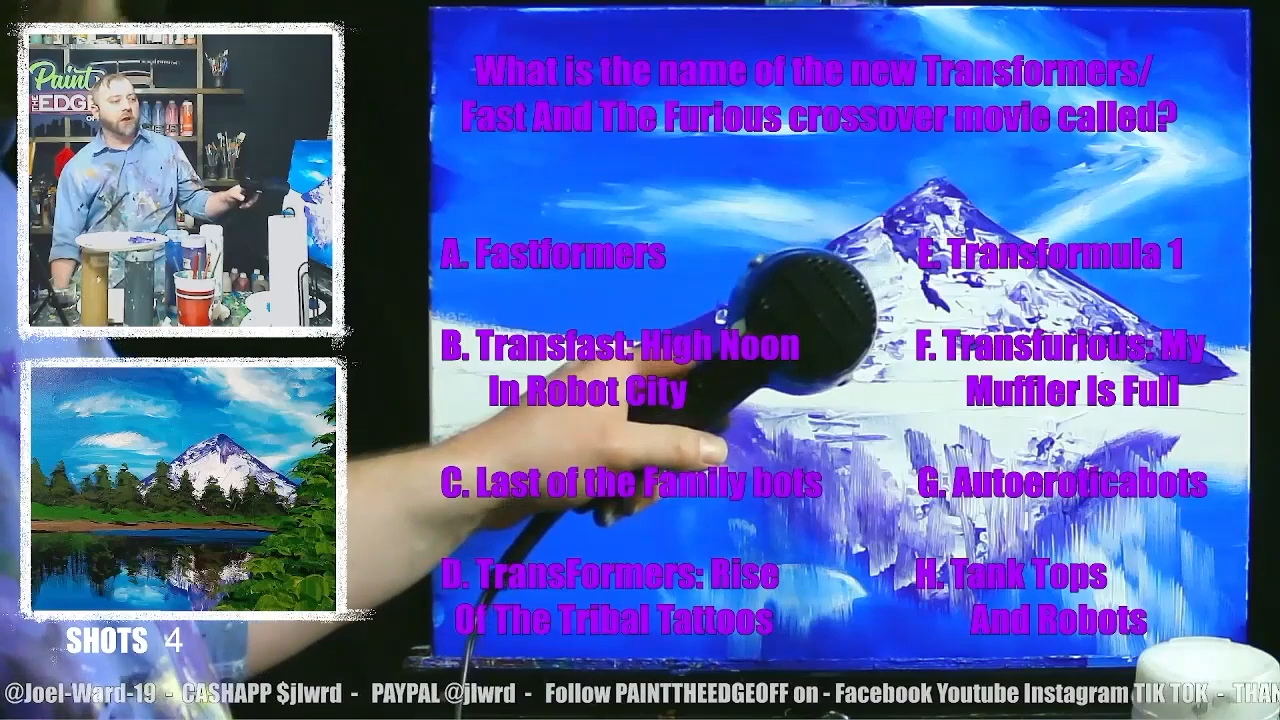 Paint
EDGE
OF
What is the name of the new Transformers/
Fast And The Furious crossover movie called?
A. Fastformers
E. Transformula 1
B. Transfast: High Noon
In Robot City
F. Transfurious: My
Muffler Is Full
C. Last of the Family bots
G. Autoeroticabots
D. TransFormers: Rise
Of The Tribal Tattoos
H. Tank Tops
And Robots
SHOTS 4
@Joel-Ward-19 - CASHAPP $jlwrd - PAYPAL @jlwrd - Follow PAINTTHEEDGEOFF on - Facebook Youtube Instagram TIK TOK - THAN